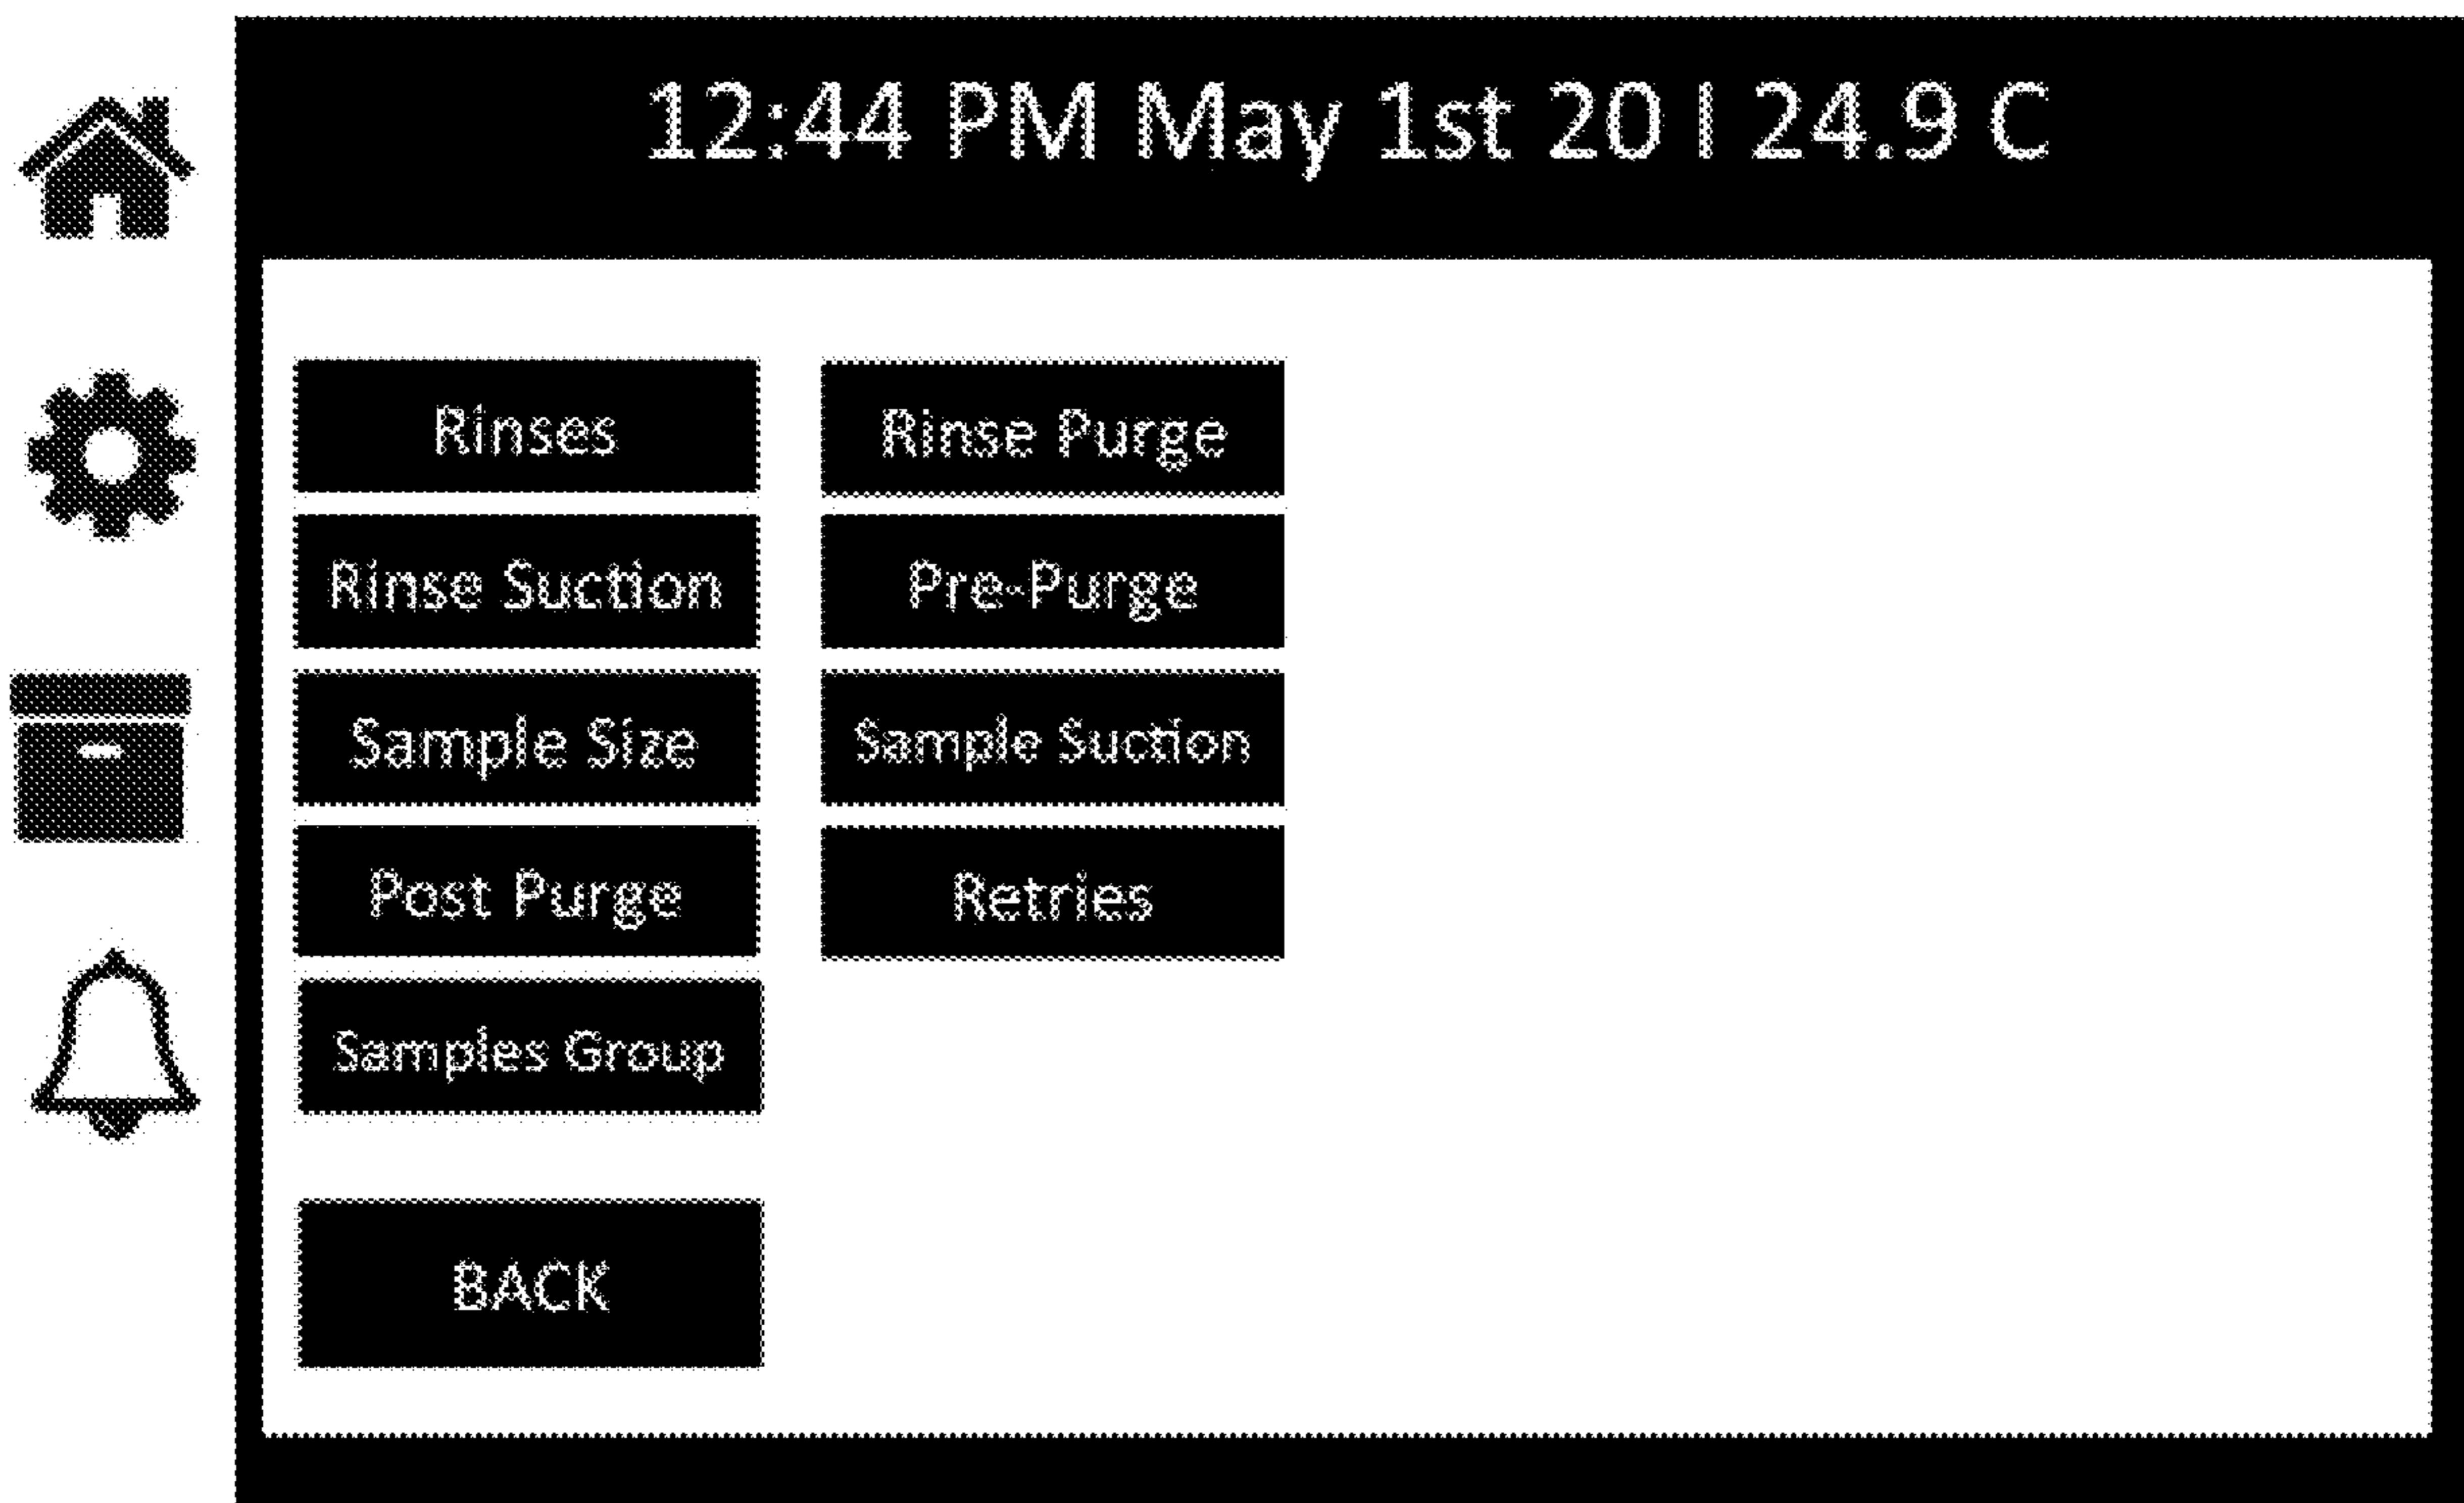 12:44 PM May 1st 20 | 24.9 C
Rinses
Rinse Purge
Rinse Suction
Pre-Purge
Sample Size
Sample Suction
Post Purge
Retries
Samples Group
BACK